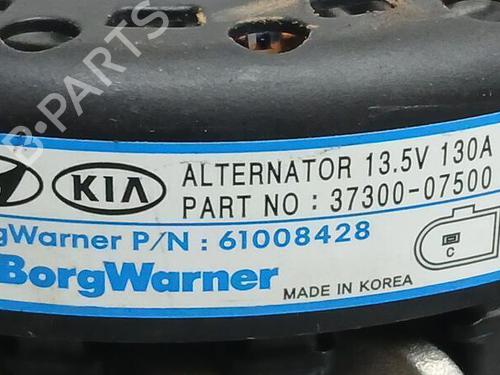 B-PARTS
KIA
ALTERNATOR 13.5V 130A
PART NO : 37300-07500
gWarner P/N : 61008428
C
BorgWarner
MADE IN KOREA